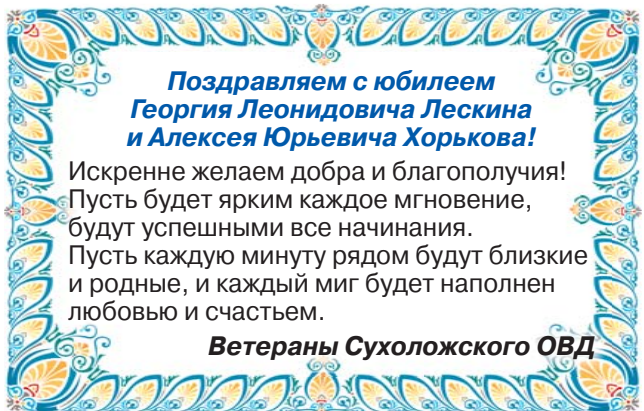 Поздравляем с юбилеем
Георгия Леонидовича Лескина
и Алексея Юрьевича Хорькова!
Искренне желаем добра и благополучия!
Пусть будет ярким каждое мгновение,
будут успешными все начинания.
Пусть каждую минуту рядом будут близкие
и родные, и каждый миг будет наполнен
любовью и счастьем.
Ветераны Сухоложского ОВД